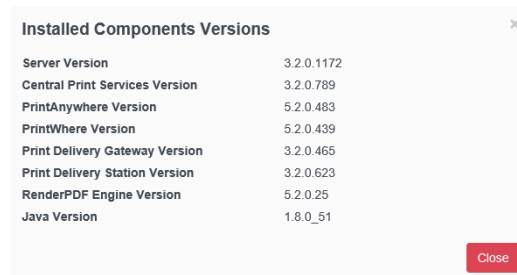 Installed Components Versions ×
Server Version 3.2.0.1172
Central Print Services Version 3.2.0.789
PrintAnywhere Version 5.2.0.483
PrintWhere Version 5.2.0.439
Print Delivery Gateway Version 3.2.0.465
Print Delivery Station Version 3.2.0.623
RenderPDF Engine Version 5.2.0.25
Java Version 1.8.0_51
Close